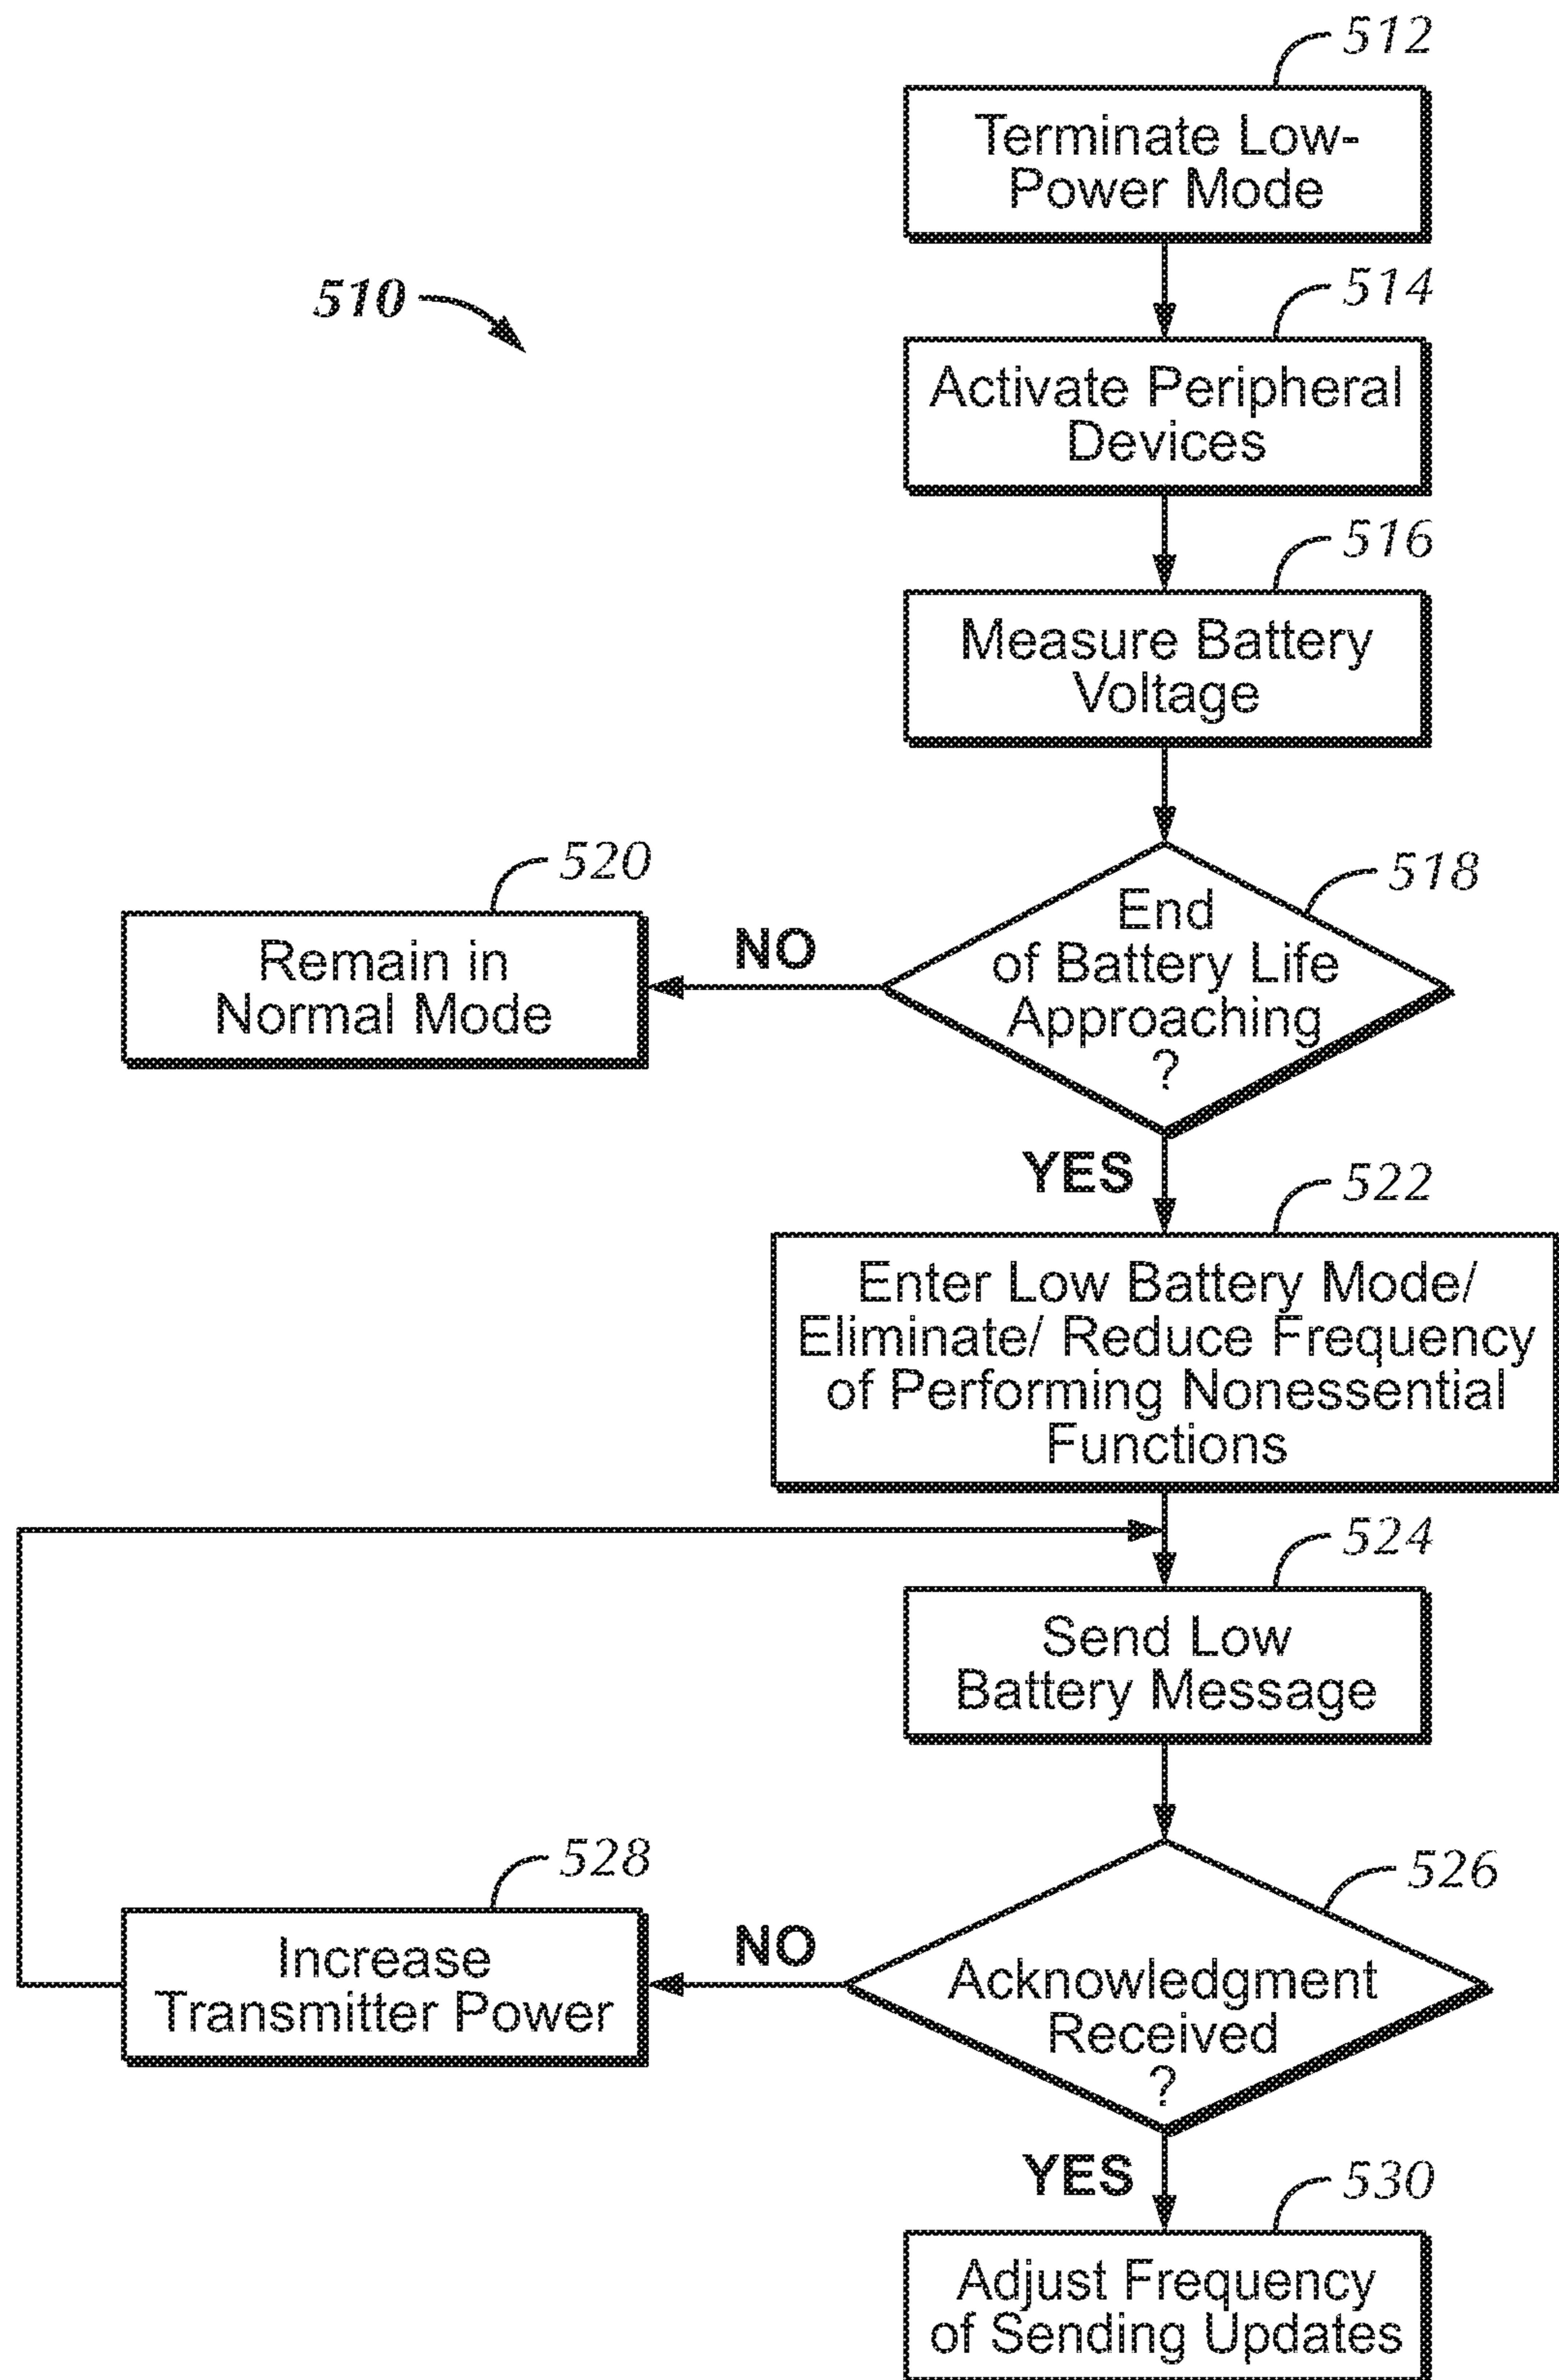 512
Terminate Low-
Power Mode
510
514
Activate Peripheral
Devices
516
Measure Battery
Voltage
518
End
of Battery Life
Approaching
?
NO
520
Remain in
Normal Mode
YES
522
Enter Low Battery Mode/
Eliminate/ Reduce Frequency
of Performing Nonessential
Functions
524
Send Low
Battery Message
526
Acknowledgment
Received
?
NO
528
Increase
Transmitter Power
YES
530
Adjust Frequency
of Sending Updates